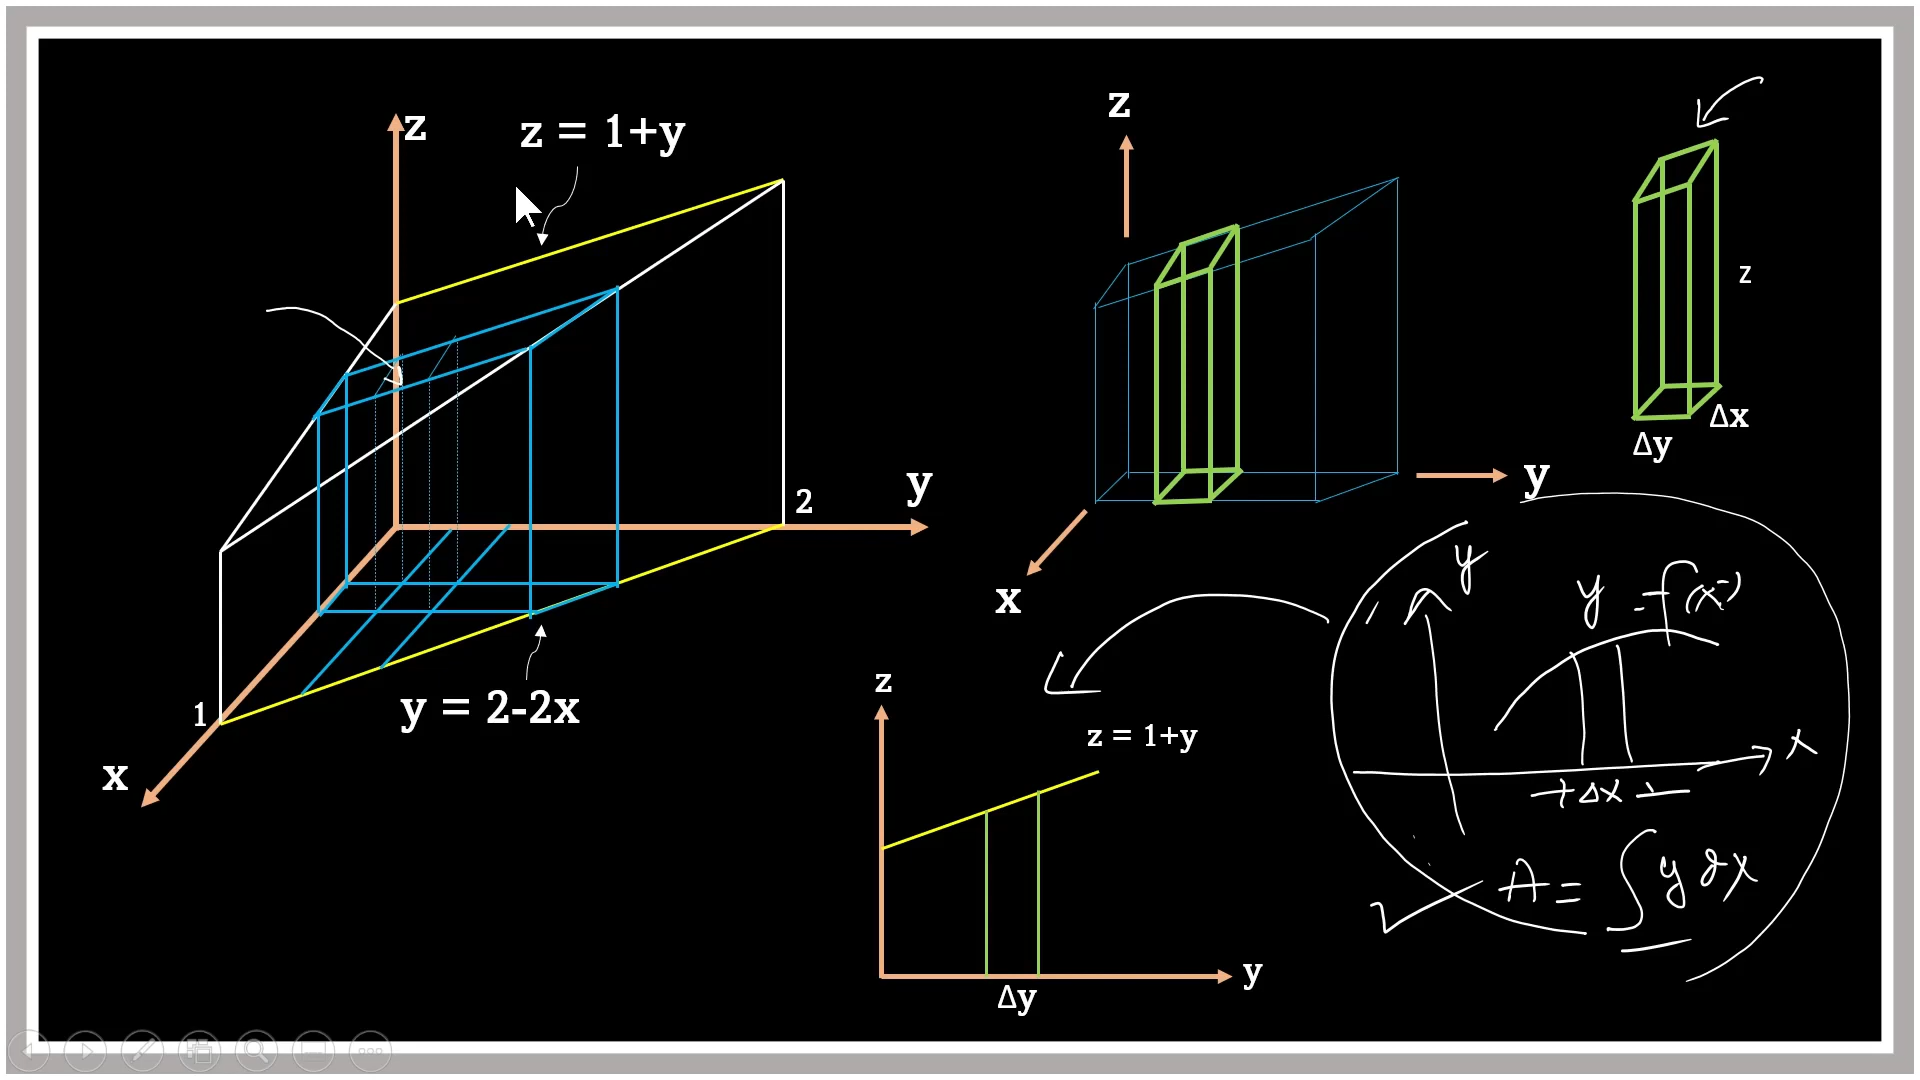 z
z = 1+y
y
2
1
x
y = 2-2x
z
y
x
z
Δx
Δy
z
z = 1+y
y
Δy
y
y = f(x)
x
Δx
A = ∫ y dx